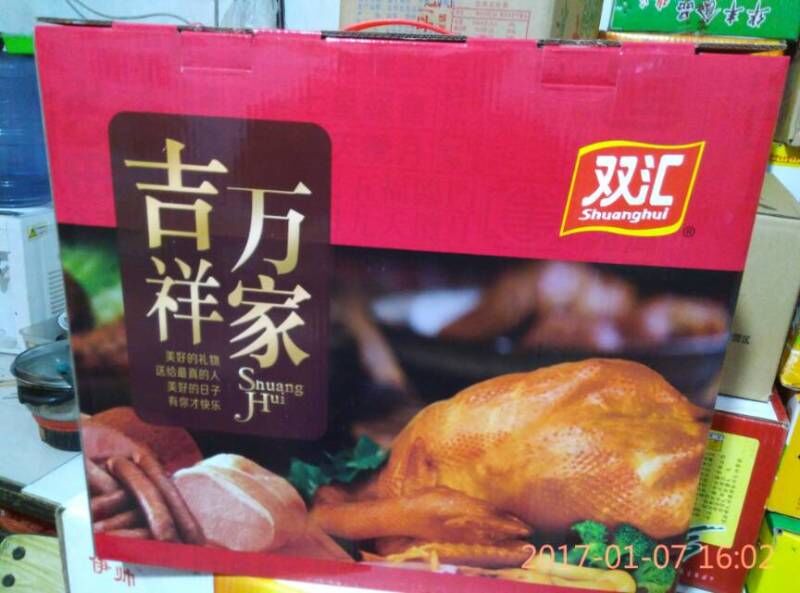 吉祥
万家
美好的礼物
送给最真的人
美好的日子
有你才快乐
Shuang
Hui
双汇
Shuanghui
®
2017-01-07 16:02